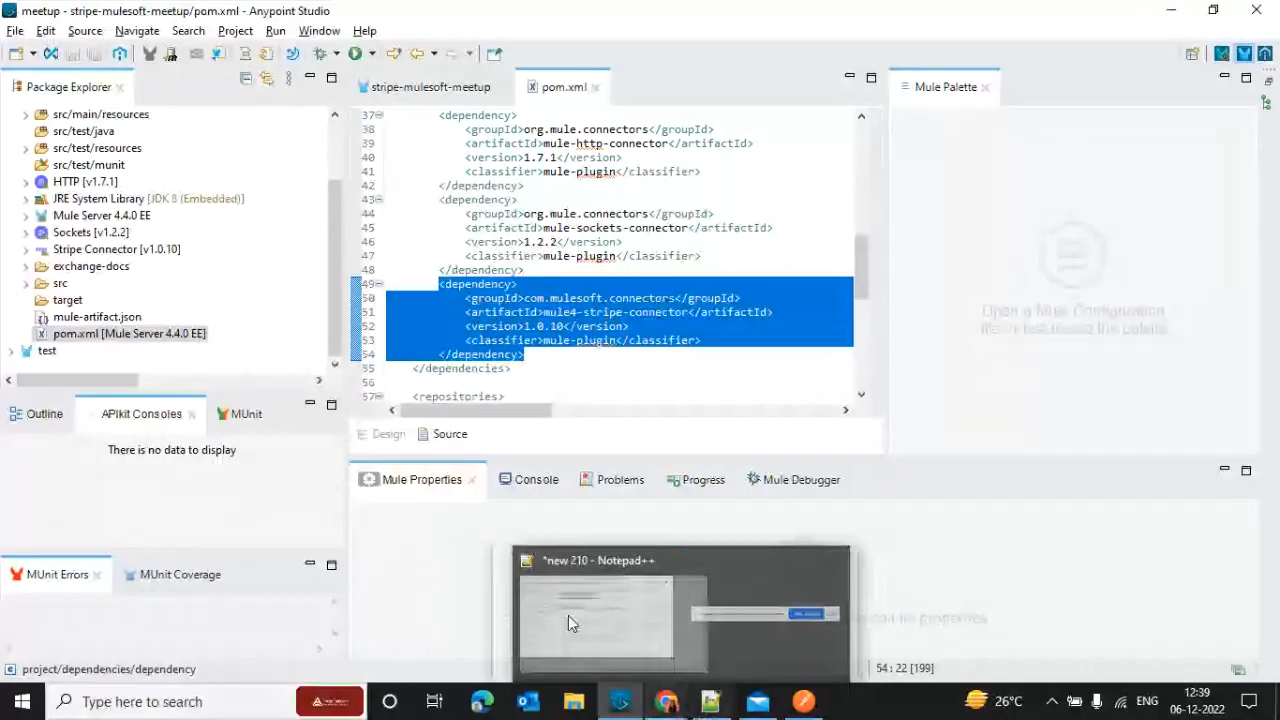 meetup - stripe-mulesoft-meetup/pom.xml - Anypoint Studio
File Edit Source Navigate Search Project Run Window Help
Package Explorer
src/main/resources
src/test/java
src/test/resources
src/test/munit
HTTP [v1.7.1]
JRE System Library [JDK 8 (Embedded)]
Mule Server 4.4.0 EE
Sockets [v1.2.2]
Stripe Connector [v1.0.10]
exchange-docs
src
target
mule-artifact.json
pom.xml [Mule Server 4.4.0 EE]
test
stripe-mulesoft-meetup
pom.xml
37 <dependency>
38 <groupId>org.mule.connectors</groupId>
39 <artifactId>mule-http-connector</artifactId>
40 <version>1.7.1</version>
41 <classifier>mule-plugin</classifier>
42 </dependency>
43 <dependency>
44 <groupId>org.mule.connectors</groupId>
45 <artifactId>mule-sockets-connector</artifactId>
46 <version>1.2.2</version>
47 <classifier>mule-plugin</classifier>
48 </dependency>
49 <dependency>
50 <groupId>com.mulesoft.connectors</groupId>
51 <artifactId>mule4-stripe-connector</artifactId>
52 <version>1.0.10</version>
53 <classifier>mule-plugin</classifier>
54 </dependency>
55 </dependencies>
56
57 <repositories>
Design Source
Mule Palette
Open a Mule Configuration
Outline APIkit Consoles MUnit
There is no data to display
Mule Properties Console Problems Progress Mule Debugger
MUnit Errors MUnit Coverage
*new 210 - Notepad++
properties
project/dependencies/dependency
54 : 22 [199]
Type here to search
26°C
ENG
12:39
06-12-2022